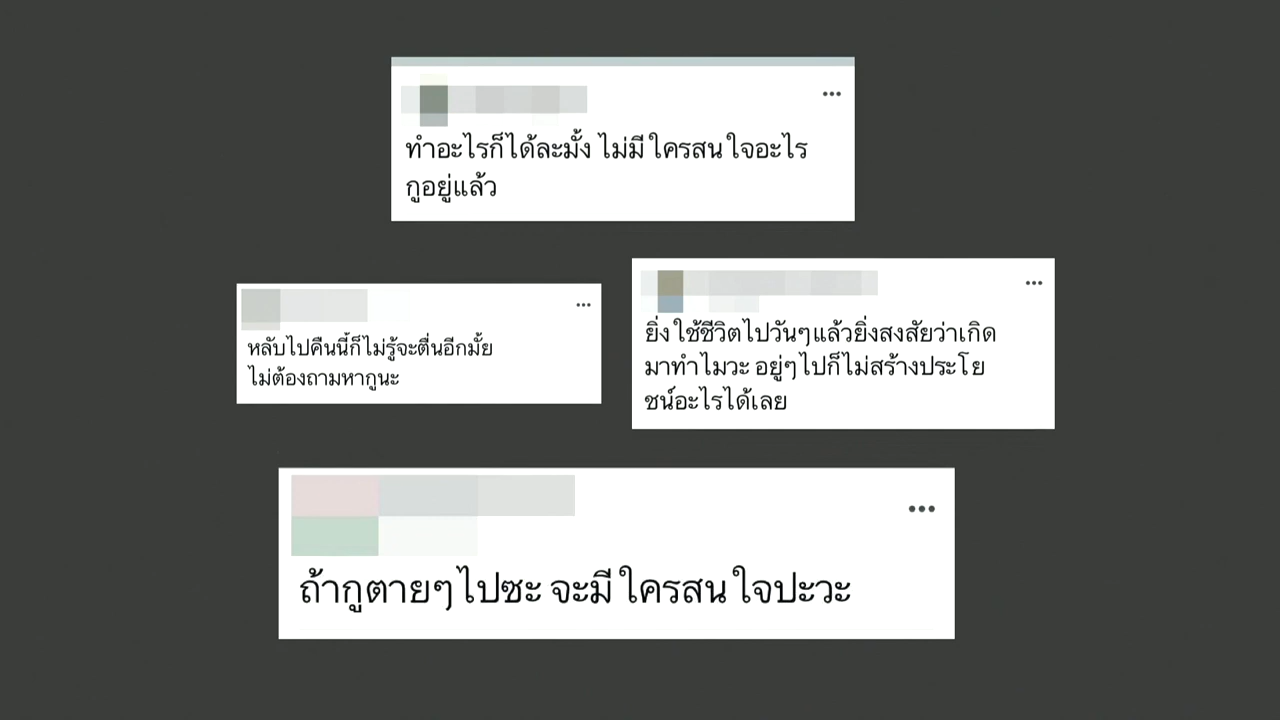 ทำอะไรก็ได้ละมั้ง ไม่มีใครสนใจอะไร
กูอยู่แล้ว
หลับไปคืนนี้ก็ไม่รู้จะตื่นอีกมั้ย
ไม่ต้องถามหากูนะ
ยิ่งใช้ชีวิตไปวันๆแล้วยิ่งสงสัยว่าเกิด
มาทำไมวะ อยู่ๆไปก็ไม่สร้างประโย
ชน์อะไรได้เลย
ถ้ากูตายๆไปซะ จะมีใครสนใจปะวะ